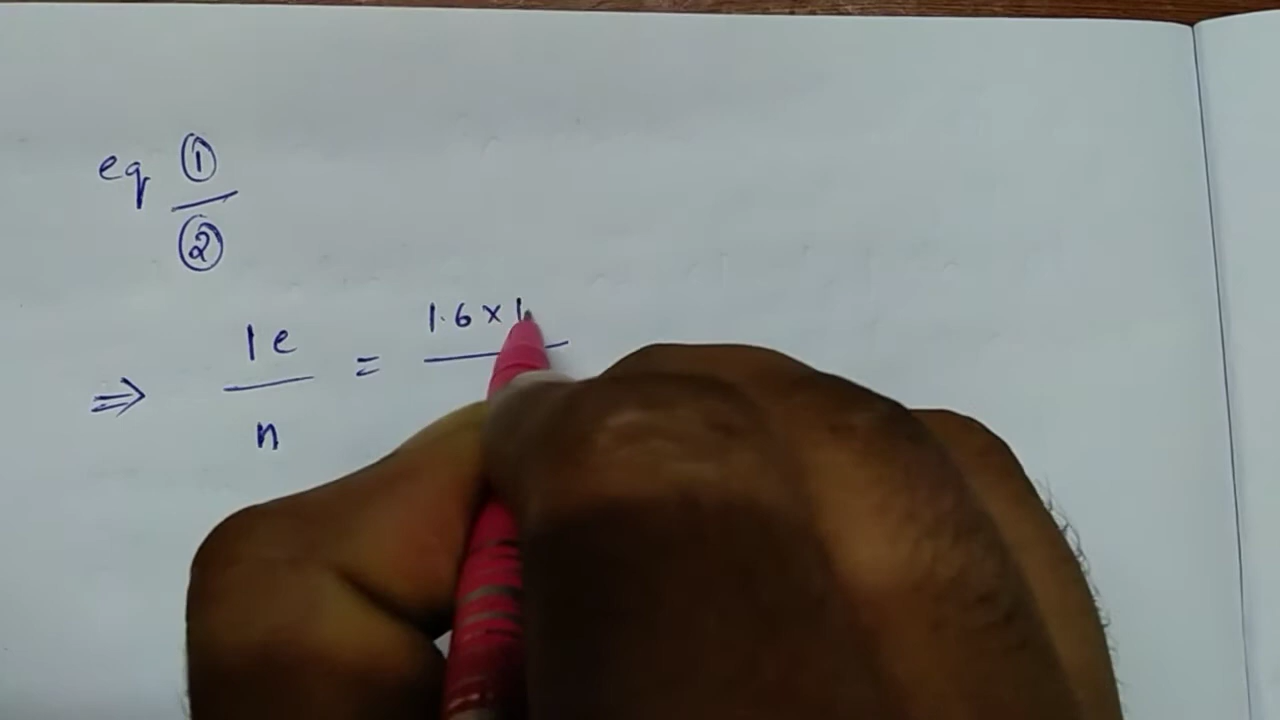 eq ①
②
⇒ 1e / n = 1.6 × 1